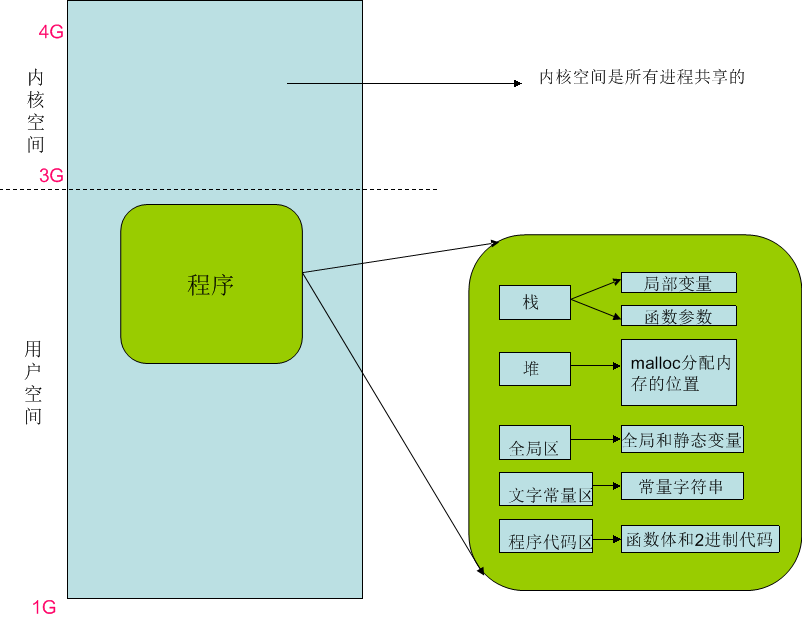 4G
内核空间
内核空间是所有进程共享的
3G
程序
用户空间
1G
栈
局部变量
函数参数
堆
malloc分配内
存的位置
全局区
全局和静态变量
文字常量区
常量字符串
程序代码区
函数体和2进制代码